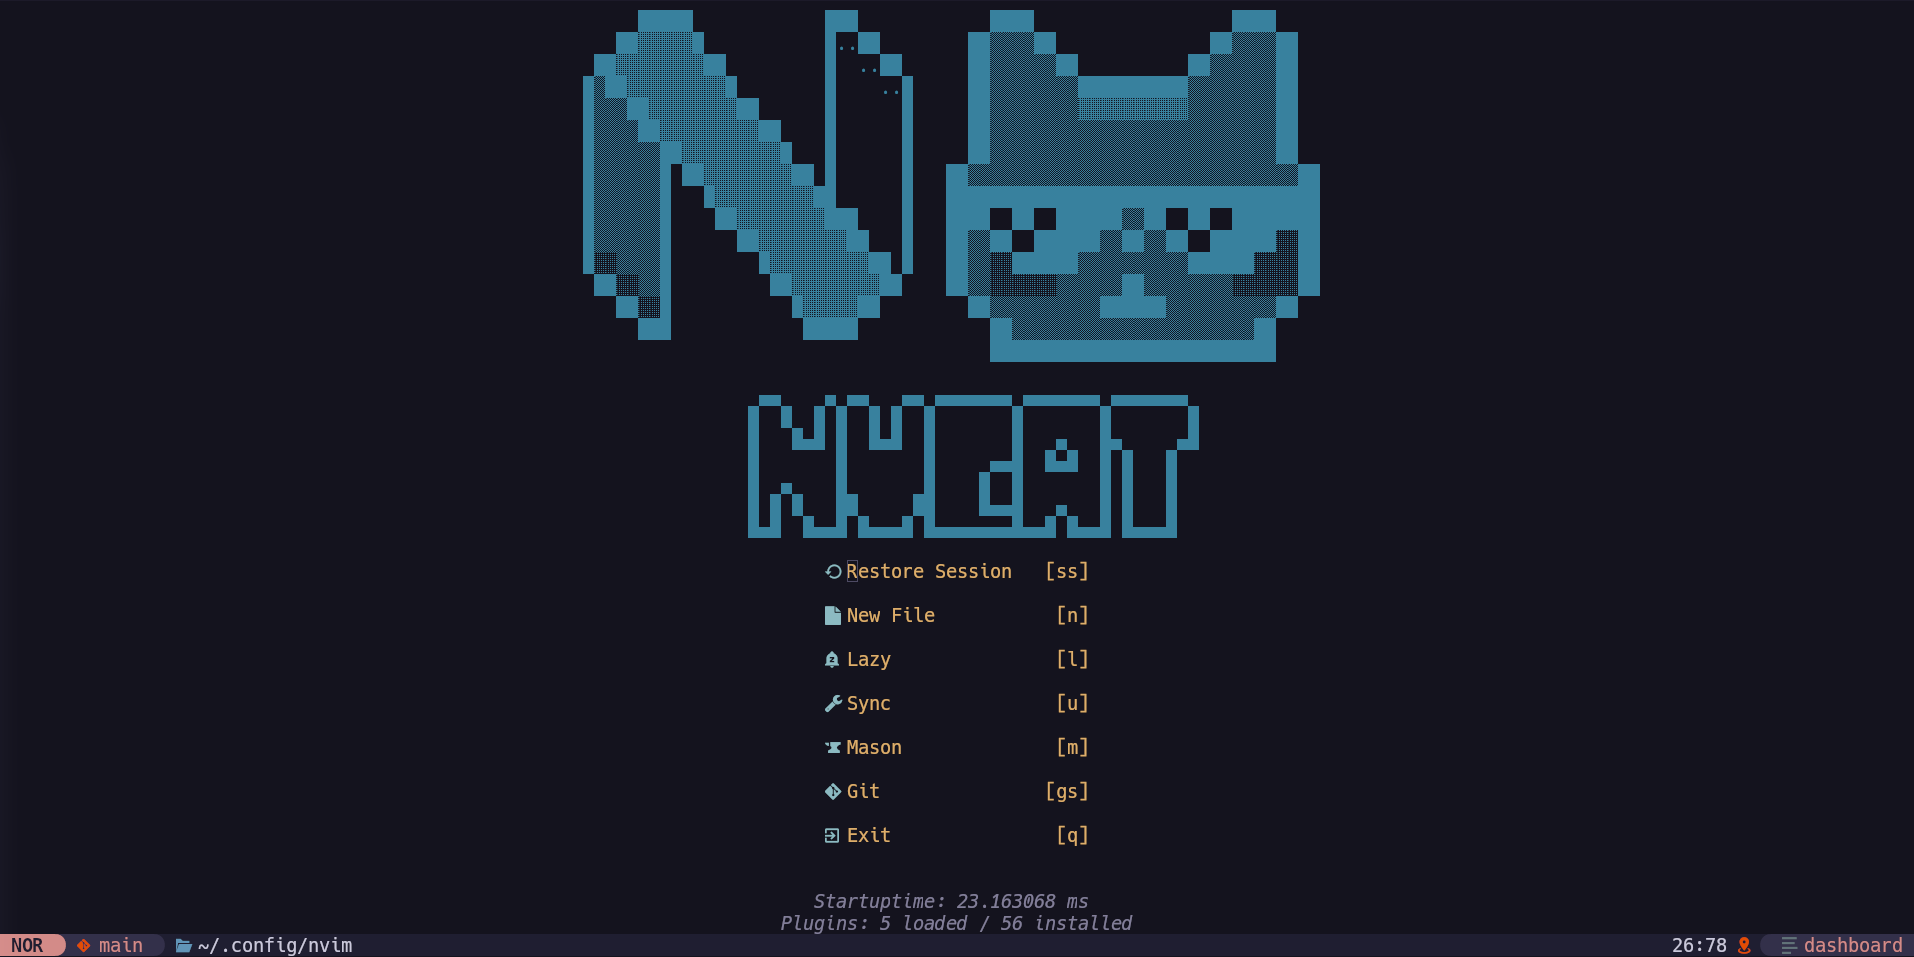 NVCAT
Restore Session [ss]
New File [n]
Lazy [l]
Sync [u]
Mason [m]
Git [gs]
Exit [q]
Startuptime: 23.163068 ms
Plugins: 5 loaded / 56 installed
NOR main ~/.config/nvim 26:78 dashboard